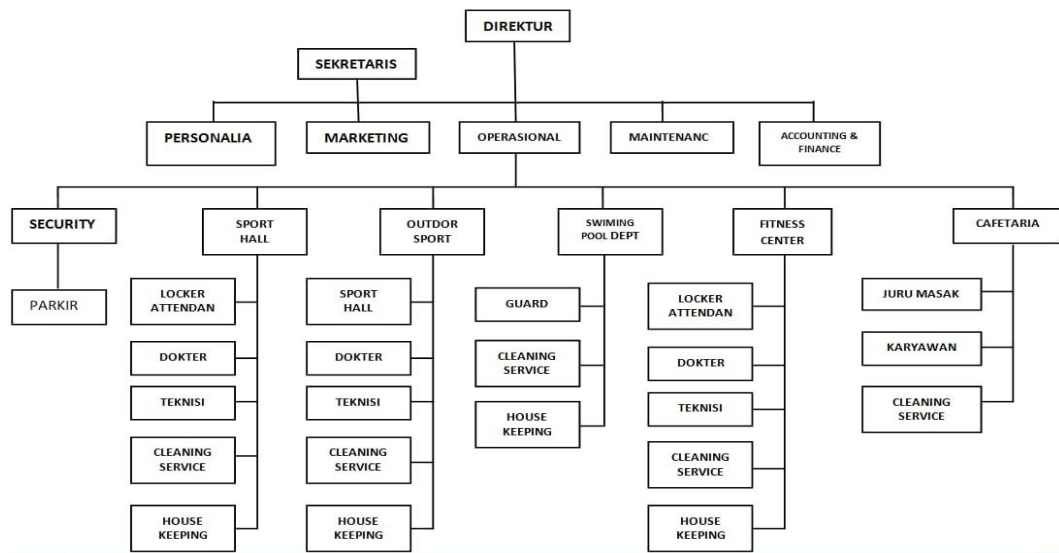 DIREKTUR
SEKRETARIS
PERSONALIA
MARKETING
OPERASIONAL
MAINTENANC
ACCOUNTING &
FINANCE
SECURITY
SPORT
HALL
OUTDOR
SPORT
SWIMING
POOL DEPT
FITNESS
CENTER
CAFETARIA
PARKIR
LOCKER
ATTENDAN
DOKTER
TEKNISI
CLEANING
SERVICE
HOUSE
KEEPING
SPORT
HALL
DOKTER
TEKNISI
CLEANING
SERVICE
HOUSE
KEEPING
GUARD
CLEANING
SERVICE
HOUSE
KEEPING
LOCKER
ATTENDAN
DOKTER
TEKNISI
CLEANING
SERVICE
HOUSE
KEEPING
JURU MASAK
KARYAWAN
CLEANING
SERVICE